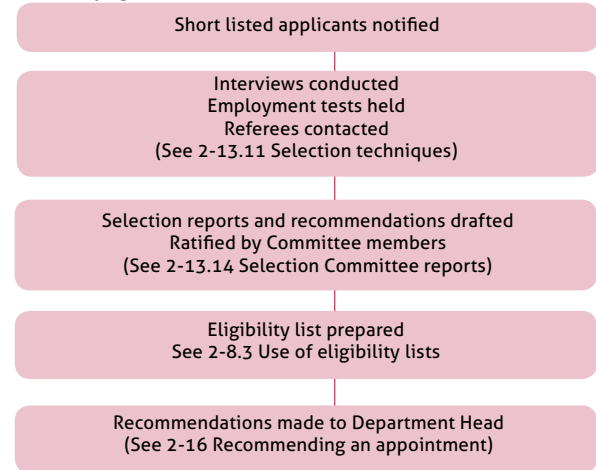 Short listed applicants notified
Interviews conducted
Employment tests held
Referees contacted
(See 2-13.11 Selection techniques)
Selection reports and recommendations drafted
Ratified by Committee members
(See 2-13.14 Selection Committee reports)
Eligibility list prepared
See 2-8.3 Use of eligibility lists
Recommendations made to Department Head
(See 2-16 Recommending an appointment)